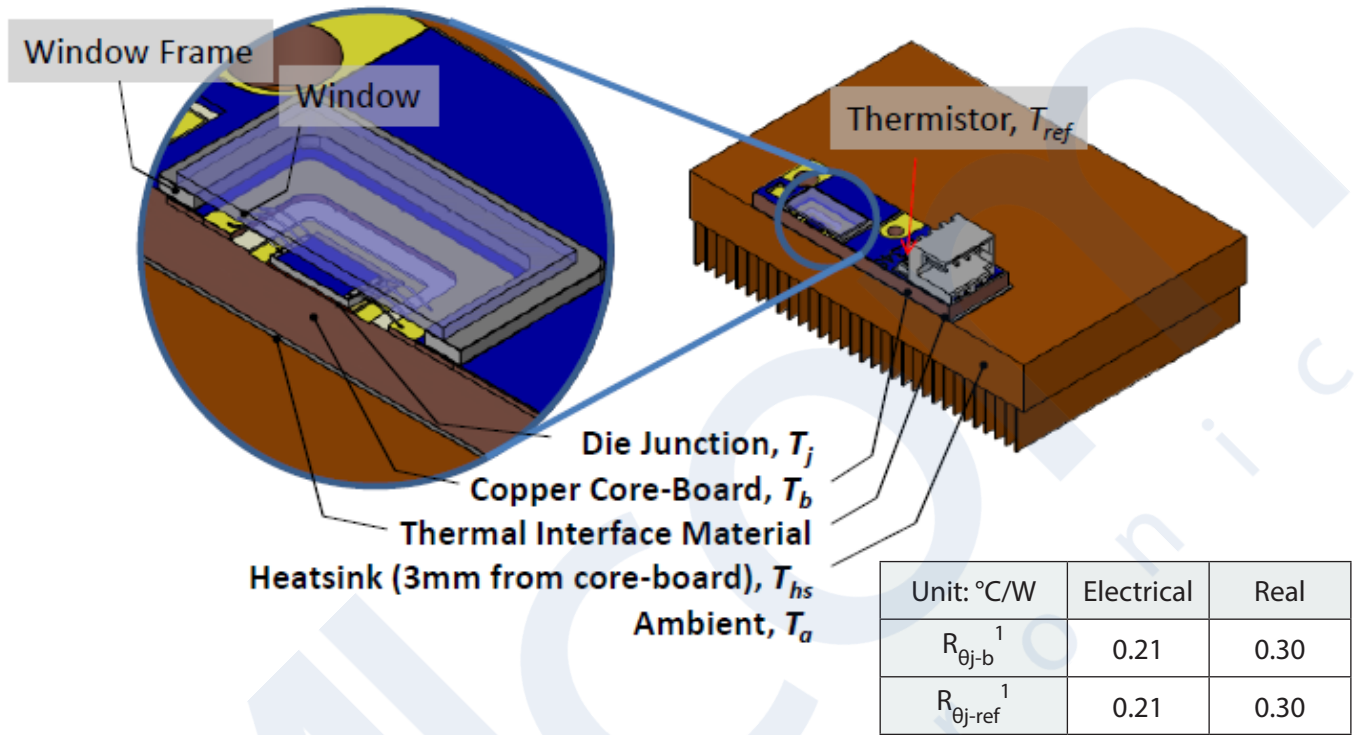 Window Frame
Window
Thermistor, Tref
Die Junction, Tj
Copper Core-Board, Tb
Thermal Interface Material
Heatsink (3mm from core-board), Ths
Ambient, Ta
Unit: °C/W Electrical Real
Rθj-b1 0.21 0.30
Rθj-ref1 0.21 0.30